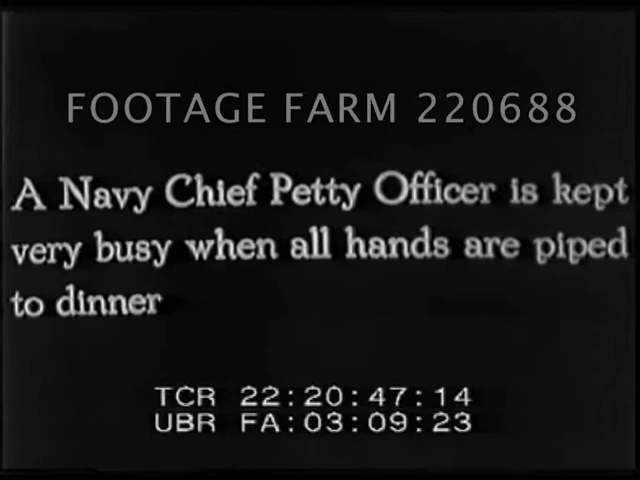 FOOTAGE FARM 220688
A Navy Chief Petty Officer is kept
very busy when all hands are piped
to dinner
TCR 22:20:47:14
UBR FA:03:09:23